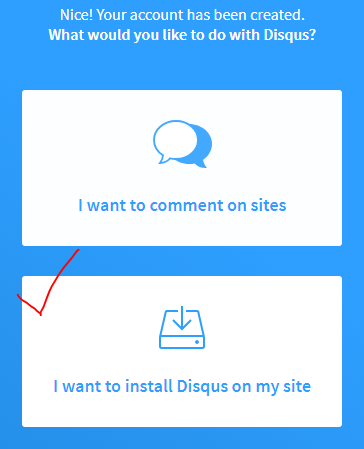 Nice! Your account has been created.
What would you like to do with Disqus?
I want to comment on sites
I want to install Disqus on my site